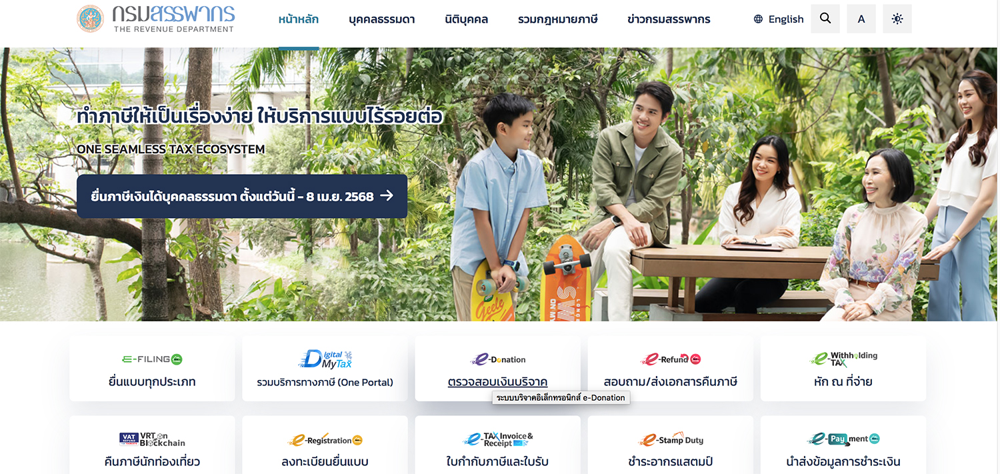 กรมสรรพากร
THE REVENUE DEPARTMENT
หน้าหลัก
บุคคลธรรมดา
นิติบุคคล
รวมกฎหมายภาษี
ข่าวกรมสรรพากร
English
A
ทำภาษีให้เป็นเรื่องง่าย ให้บริการแบบไร้รอยต่อ
ONE SEAMLESS TAX ECOSYSTEM
ยื่นภาษีเงินได้บุคคลธรรมดา ตั้งแต่วันนี้ - 8 เม.ย. 2568 →
Geele
SW
ON MY
LONG
E-FILING
ยื่นแบบทุกประเภท
Digital
MyTax
รวมบริการทางภาษี (One Portal)
e-Donation
ตรวจสอบเงินบริจาค
ระบบบริจาคอิเล็กทรอนิกส์ e-Donation
e-Refund
สอบถาม/ส่งเอกสารคืนภาษี
e-Withholding
TAX
หัก ณ ที่จ่าย
VAT
REFUND
VRT on
Blockchain
คืนภาษีนักท่องเที่ยว
e-Registration
ลงทะเบียนยื่นแบบ
e-TAX Invoice &
Receipt
ใบกำกับภาษีและใบรับ
e-Stamp Duty
ชำระอากรแสตมป์
e-Payment
นำส่งข้อมูลการชำระเงิน